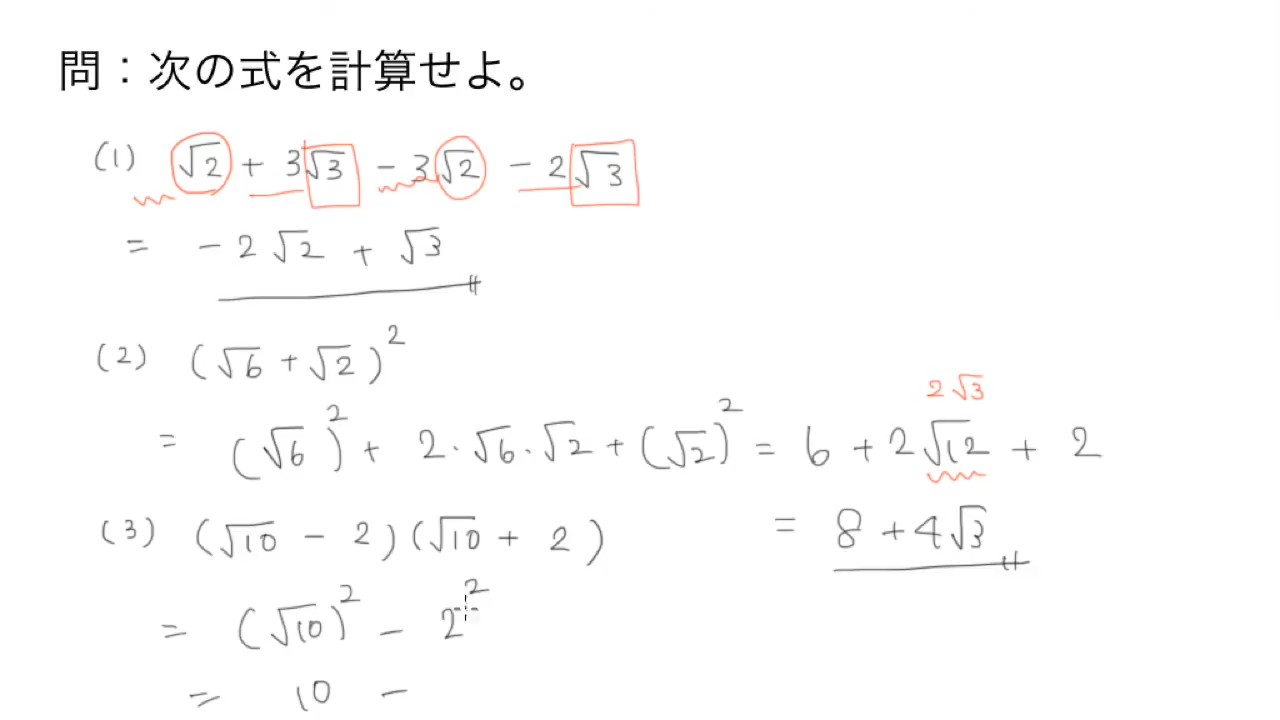 問：次の式を計算せよ。
(1) √2 + 3√3 - 3√2 - 2√3
= -2√2 + √3
(2) (√6 + √2)²
2√3
= (√6)² + 2・√6・√2 + (√2)² = 6 + 2√12 + 2
= 8 + 4√3
(3) (√10 - 2)(√10 + 2)
= (√10)² - 2²
= 10 -